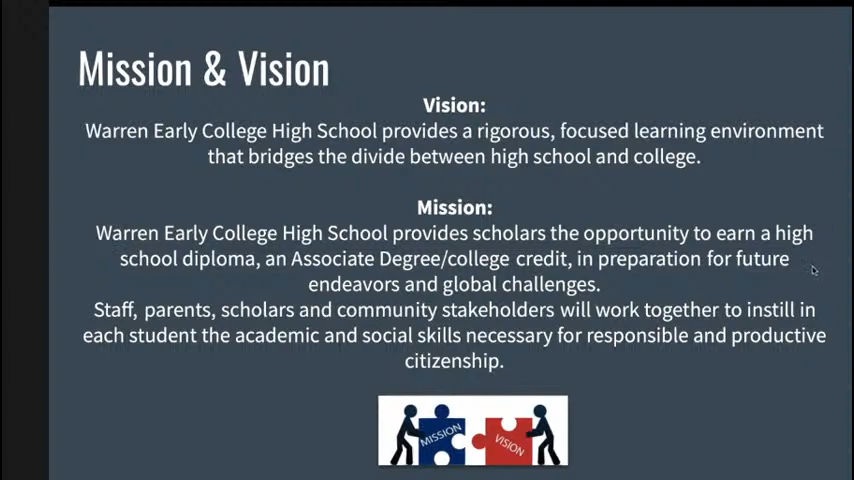 Mission & Vision
Vision:
Warren Early College High School provides a rigorous, focused learning environment
that bridges the divide between high school and college.
Mission:
Warren Early College High School provides scholars the opportunity to earn a high
school diploma, an Associate Degree/college credit, in preparation for future
endeavors and global challenges.
Staff, parents, scholars and community stakeholders will work together to instill in
each student the academic and social skills necessary for responsible and productive
citizenship.
MISSION
VISION